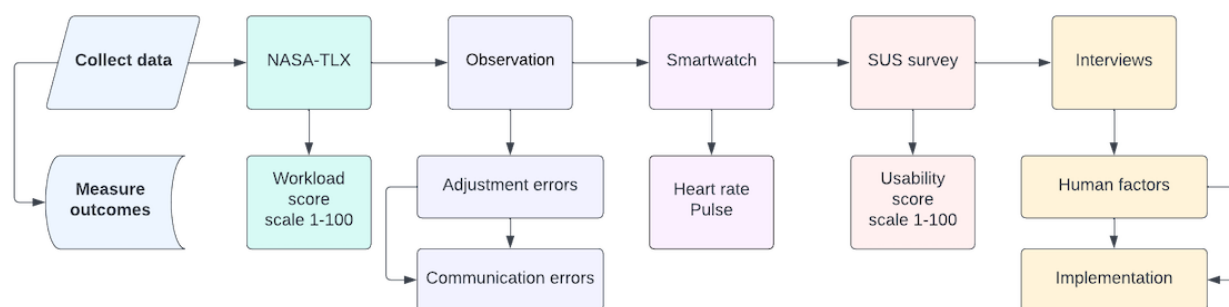 Collect data
NASA-TLX
Observation
Smartwatch
SUS survey
Interviews
Measure
outcomes
Workload
score
scale 1-100
Adjustment errors
Heart rate
Pulse
Usability
score
scale 1-100
Human factors
Communication errors
Implementation